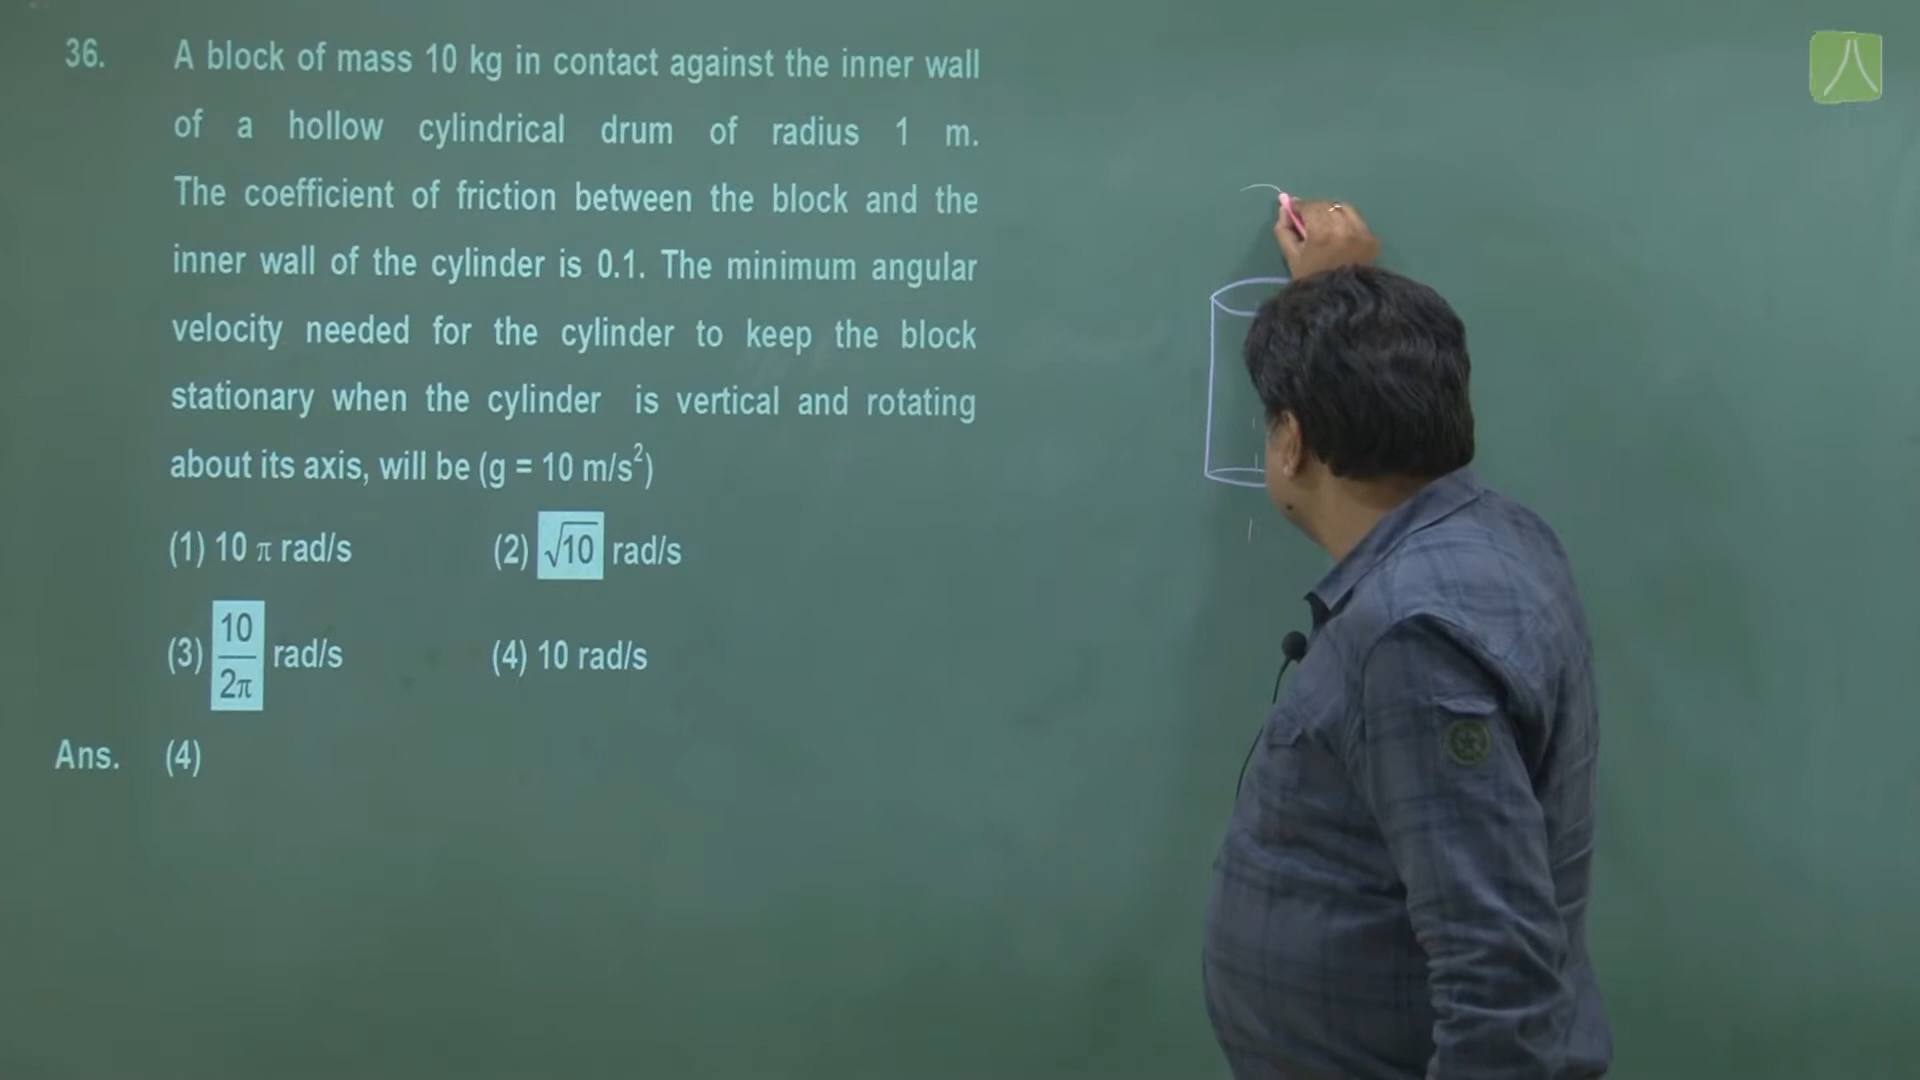 36. A block of mass 10 kg in contact against the inner wall
of a hollow cylindrical drum of radius 1 m.
The coefficient of friction between the block and the
inner wall of the cylinder is 0.1. The minimum angular
velocity needed for the cylinder to keep the block
stationary when the cylinder is vertical and rotating
about its axis, will be (g = 10 m/s²)
(1) 10 π rad/s (2) √10 rad/s
(3) 10/2π rad/s (4) 10 rad/s
Ans. (4)